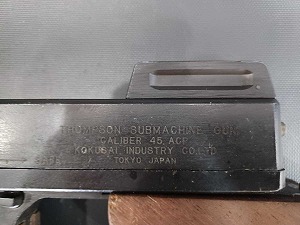 THOMPSON SUBMACHINE GUN
CALIBER .45 ACP
KOKUSAI INDUSTRY CO. LTD
TOKYO JAPAN